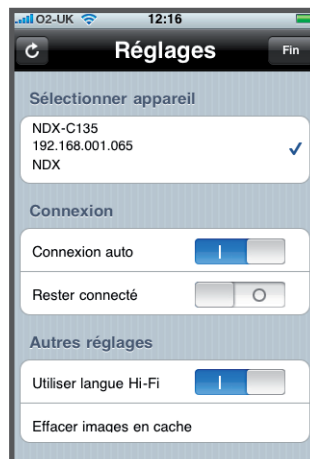 O2-UK 12:16
Réglages Fin
Sélectionner appareil
NDX-C135
192.168.001.065
NDX
Connexion
Connexion auto
Rester connecté
Autres réglages
Utiliser langue Hi-Fi
Effacer images en cache